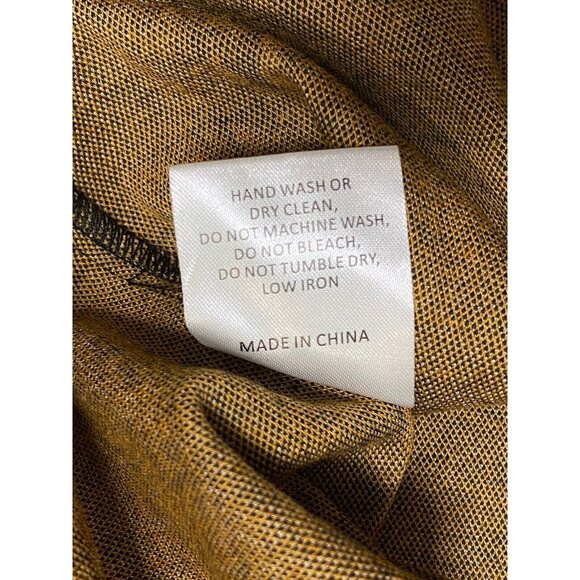 HAND WASH OR
DRY CLEAN,
DO NOT MACHINE WASH,
DO NOT BLEACH,
DO NOT TUMBLE DRY,
LOW IRON
MADE IN CHINA